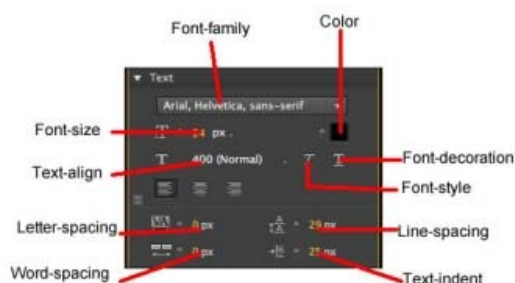 Font-family
Color
Text
Arial, Helvetica, sans-serif
Font-size
24 px
Text-align
400 (Normal)
Font-decoration
Font-style
Letter-spacing
0 px
29 px
Line-spacing
Word-spacing
0 px
px
Text-indent